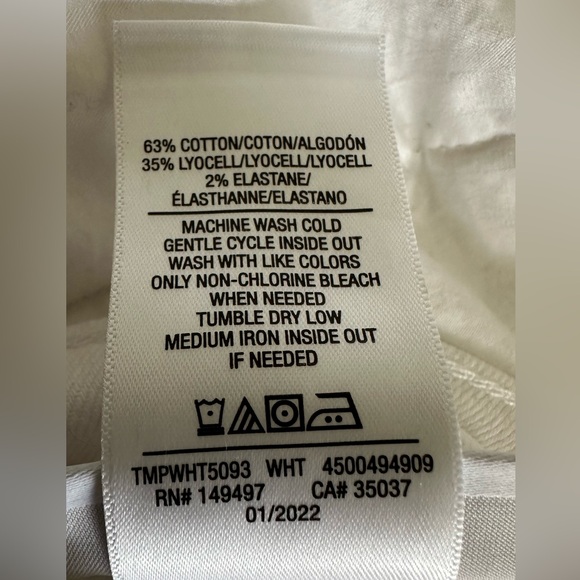 63% COTTON/COTON/ALGODÓN
35% LYOCELL/LYOCELL/LYOCELL
2% ELASTANE/
ÉLASTHANNE/ELASTANO
MACHINE WASH COLD
GENTLE CYCLE INSIDE OUT
WASH WITH LIKE COLORS
ONLY NON-CHLORINE BLEACH
WHEN NEEDED
TUMBLE DRY LOW
MEDIUM IRON INSIDE OUT
IF NEEDED
TMPWHT5093 WHT 4500494909
RN# 149497 CA# 35037
01/2022